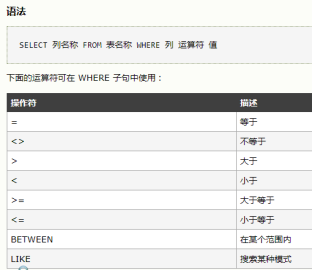 语法
SELECT 列名称 FROM 表名称 WHERE 列 运算符 值
下面的运算符可在 WHERE 子句中使用：
操作符 描述
= 等于
<> 不等于
> 大于
< 小于
>= 大于等于
<= 小于等于
BETWEEN 在某个范围内
LIKE 搜索某种模式